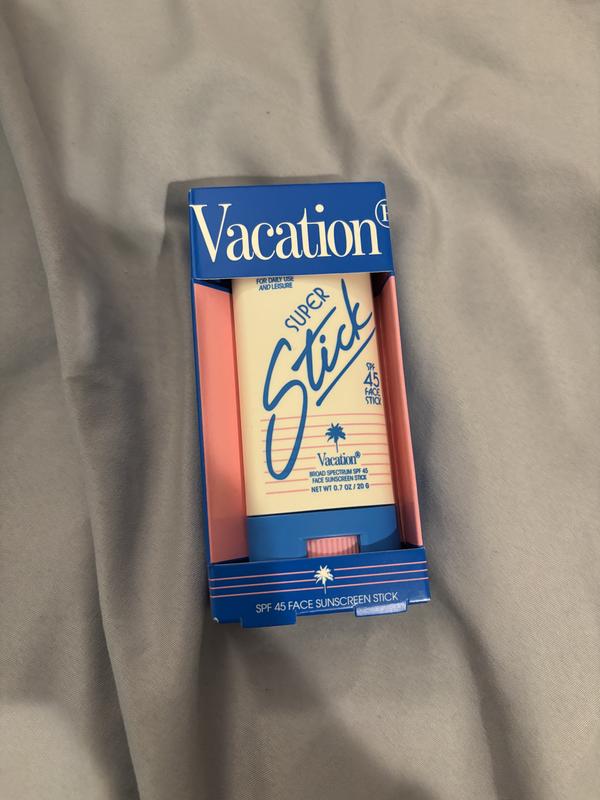 Vacation®
FOR DAILY USE
AND LEISURE
SUPER
Stick
SPF
45
FACE
STICK
Vacation®
BROAD SPECTRUM SPF 45
FACE SUNSCREEN STICK
NET WT 0.7 OZ / 20 G
SPF 45 FACE SUNSCREEN STICK